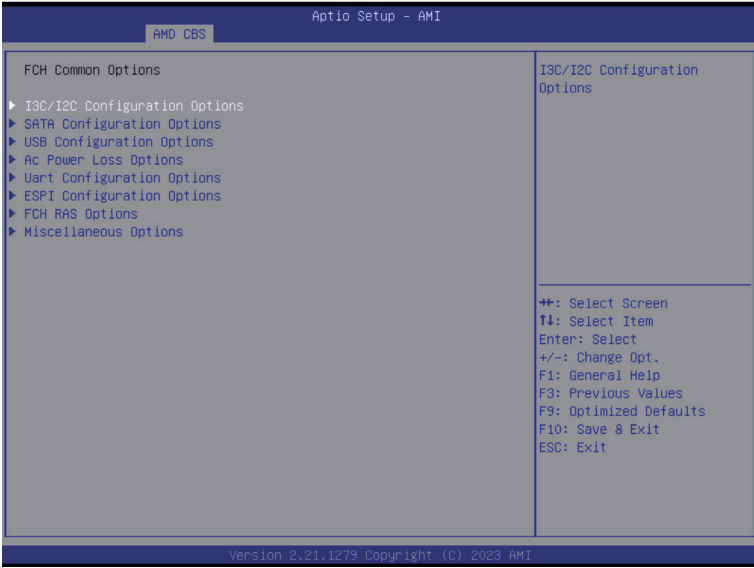 Aptio Setup – AMI
AMD CBS
FCH Common Options
I3C/I2C Configuration Options
SATA Configuration Options
USB Configuration Options
Ac Power Loss Options
Uart Configuration Options
ESPI Configuration Options
FCH RAS Options
Miscellaneous Options
I3C/I2C Configuration
Options
→←: Select Screen
↑↓: Select Item
Enter: Select
+/-: Change Opt.
F1: General Help
F3: Previous Values
F9: Optimized Defaults
F10: Save & Exit
ESC: Exit
Version 2.21.1279 Copyright (C) 2023 AMI